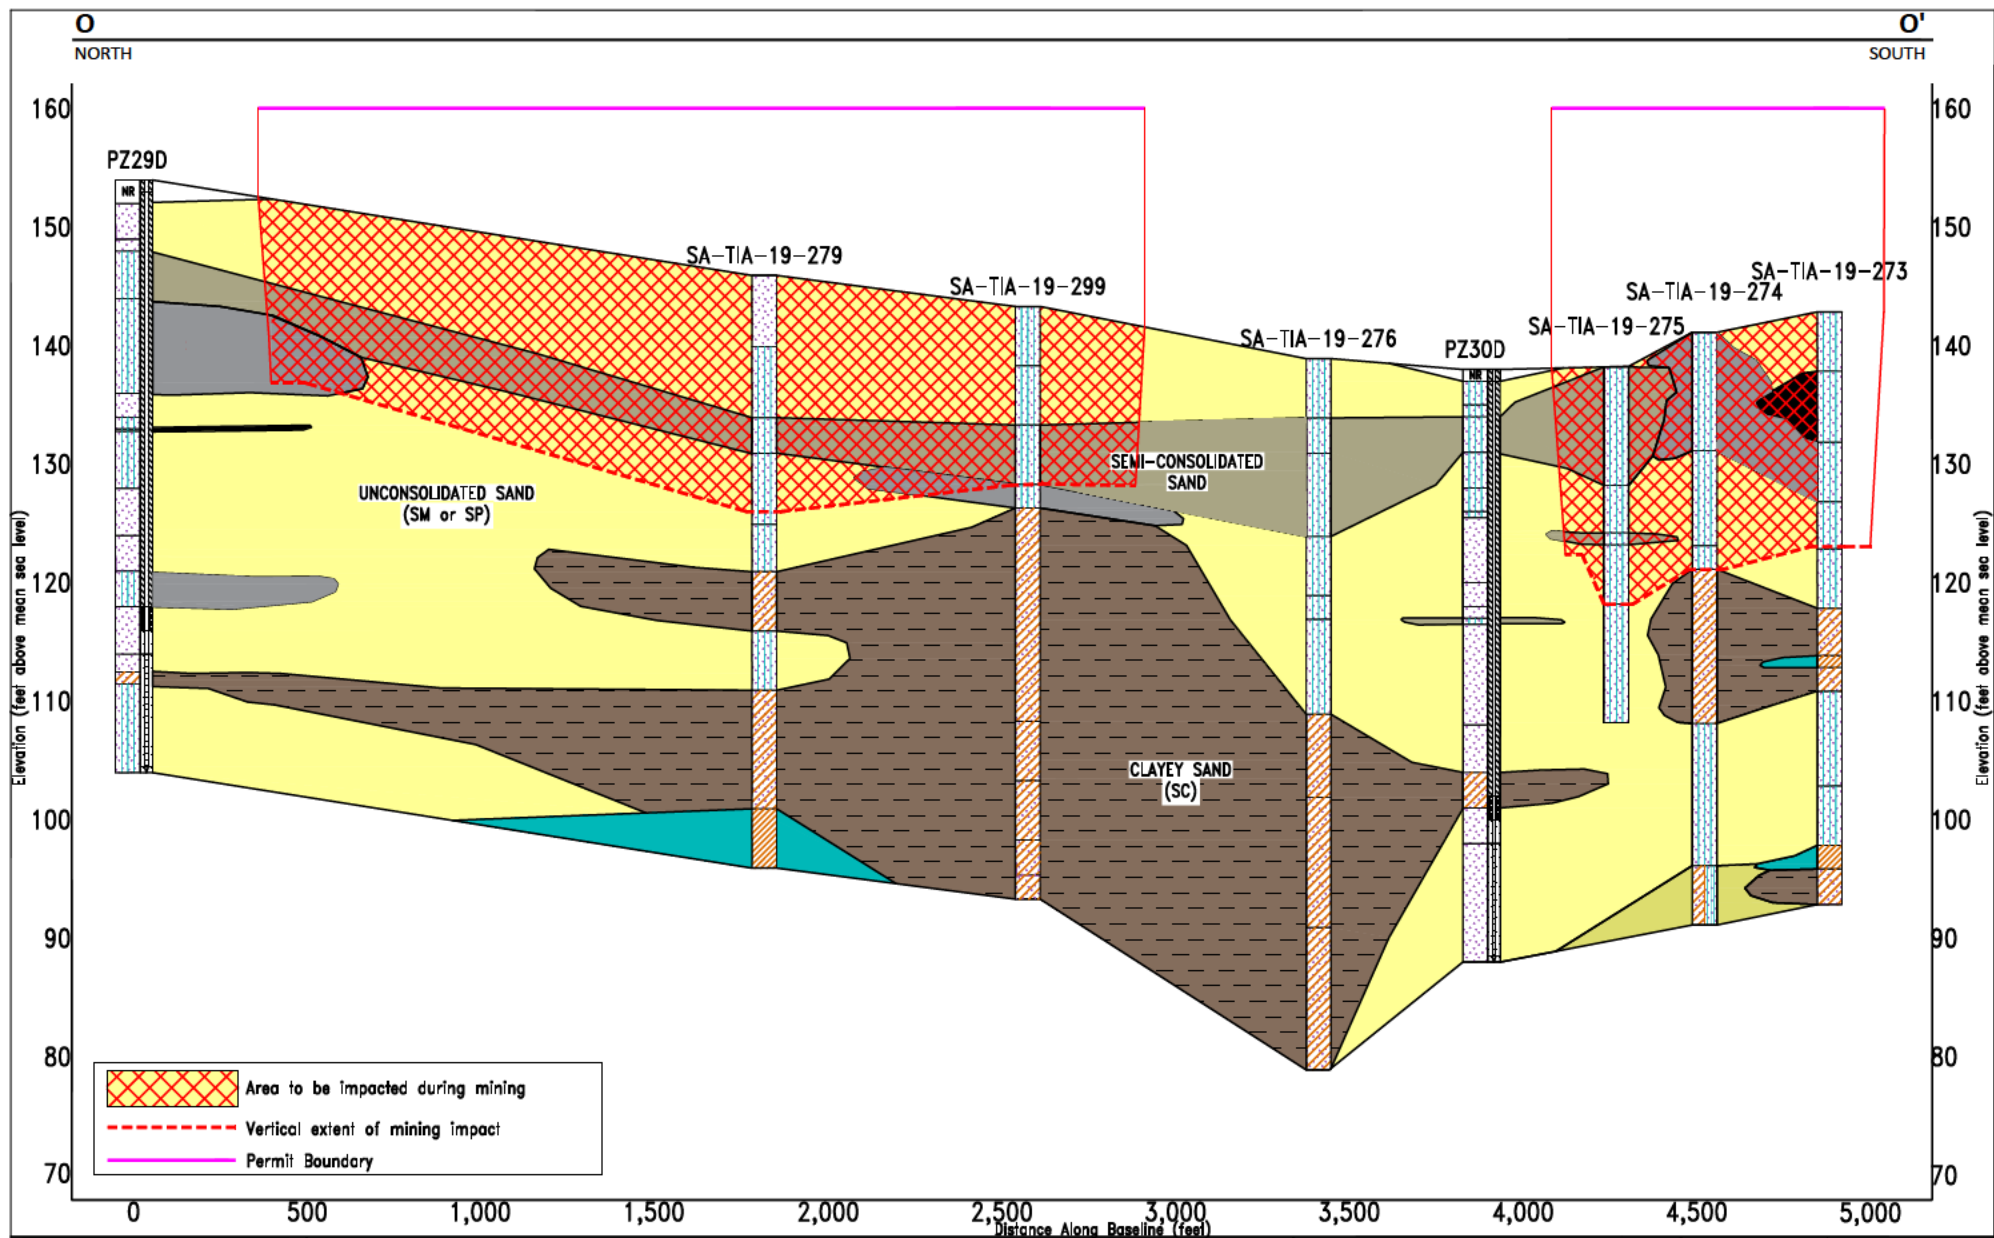 O O'
NORTH SOUTH
160 160
PZ29D
NR
150 150
SA-TIA-19-279
SA-TIA-19-273
SA-TIA-19-299
SA-TIA-19-274
SA-TIA-19-275
SA-TIA-19-276
140 140
PZ30D
NR
130 130
SEMI-CONSOLIDATED
SAND
UNCONSOLIDATED SAND
(SM or SP)
120 120
110 110
Elevation (feet above mean sea level)
Elevation (feet above mean sea level)
CLAYEY SAND
(SC)
100 100
90 90
80 80
Area to be impacted during mining
Vertical extent of mining impact
Permit Boundary
70 70
0 500 1,000 1,500 2,000 2,500 3,000 3,500 4,000 4,500 5,000
Distance Along Baseline (feet)